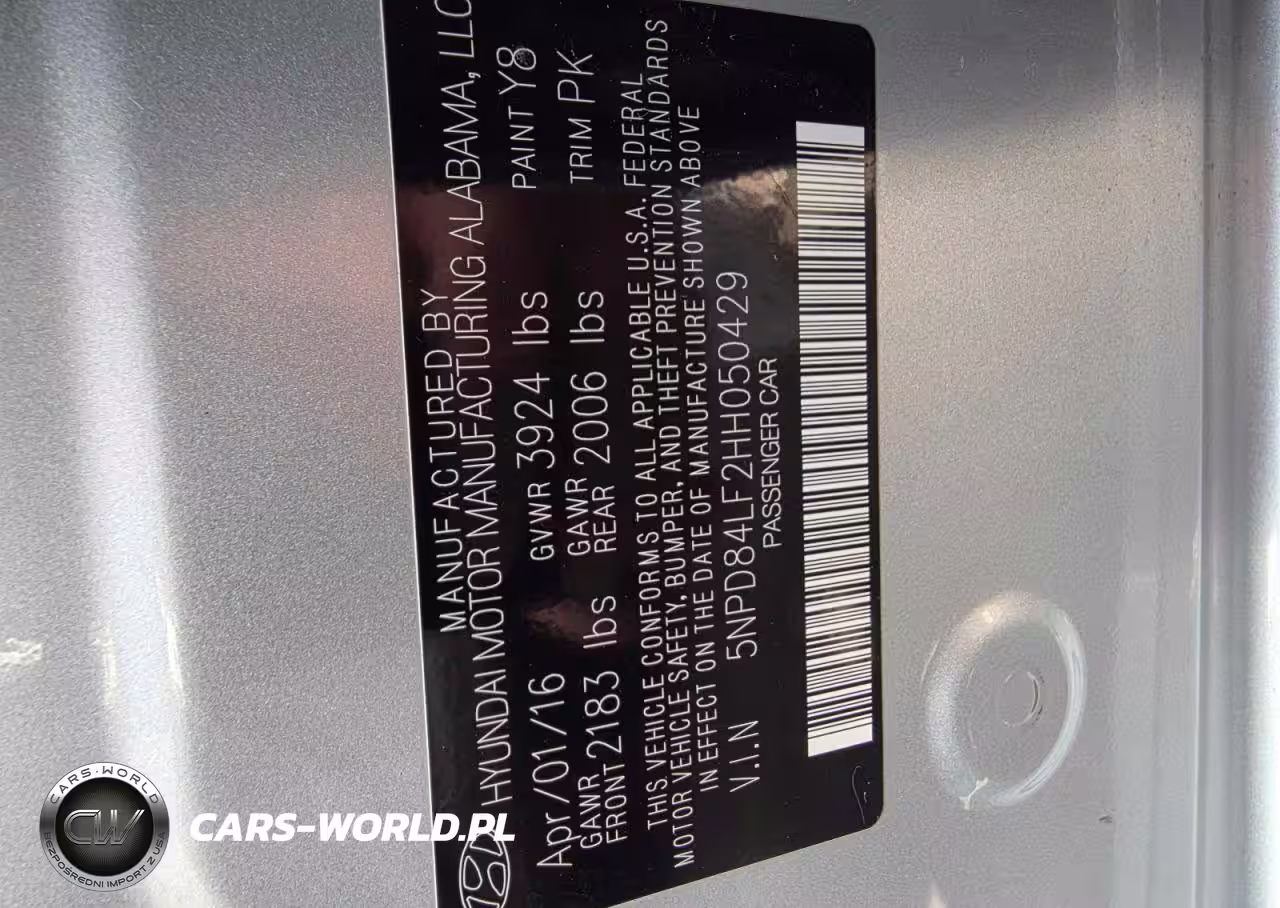 MANUFACTURED BY
HYUNDAI MOTOR MANUFACTURING ALABAMA, LLC
Apr/01/16 GVWR 3924 lbs PAINT Y8
GAWR FRONT 2183 lbs GAWR REAR 2006 lbs TRIM PK
THIS VEHICLE CONFORMS TO ALL APPLICABLE U.S.A. FEDERAL
MOTOR VEHICLE SAFETY, BUMPER, AND THEFT PREVENTION STANDARDS
IN EFFECT ON THE DATE OF MANUFACTURE SHOWN ABOVE
V.I.N 5NPD84LF2HH050429
PASSENGER CAR
CARS-WORLD
CW
BEZPOŚREDNI IMPORT Z USA
CARS-WORLD.PL